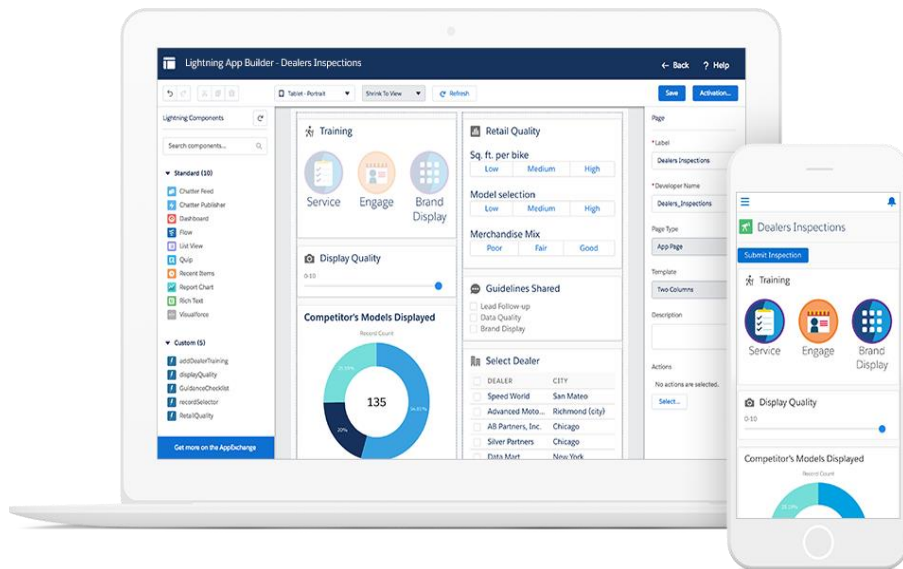 Lightning App Builder - Dealers Inspections
← Back
? Help
Tablet - Portrait
Shrink To View
Refresh
Save
Activation...
Lightning Components
Search components...
Standard (10)
Chatter Feed
Chatter Publisher
Dashboard
Flow
List View
Quip
Recent Items
Report Chart
Rich Text
Visualforce
Custom (5)
addDealerTraining
displayQuality
GuidanceChecklist
recordSelector
RetailQuality
Get more on the AppExchange
Training
Service
Engage
Brand
Display
Display Quality
0-10
Competitor's Models Displayed
Record Count
135
20%
Retail Quality
Sq. ft. per bike
Low Medium High
Model selection
Low Medium High
Merchandise Mix
Poor Fair Good
Guidelines Shared
Lead Follow-up
Data Quality
Brand Display
Select Dealer
DEALER CITY
Speed World San Mateo
Advanced Moto... Richmond (city)
AB Partners, Inc. Chicago
Silver Partners Chicago
Data Mart New York
Page
*Label
Dealers Inspections
*Developer Name
Dealers_Inspections
Page Type
App Page
Template
Two Columns
Description
Actions
No actions are selected.
Select...
Dealers Inspections
Submit Inspection
Training
Service
Engage
Brand
Display
Display Quality
0-10
Competitor's Models Displayed
Record Count